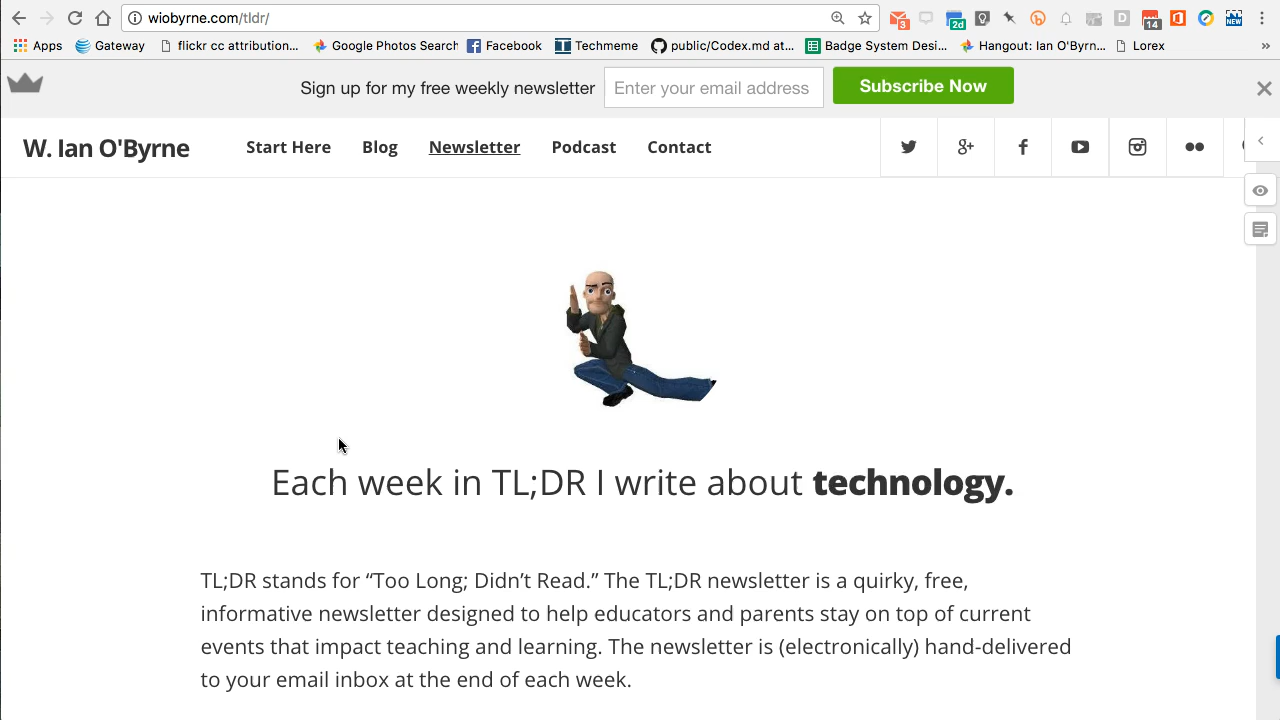 wiobyrne.com/tldr/
3
2d
D
14
NEW
Apps
Gateway
flickr cc attribution...
Google Photos Search
Facebook
Techmeme
public/Codex.md at...
Badge System Desi...
Hangout: Ian O'Byrn...
Lorex
»
Sign up for my free weekly newsletter
Enter your email address
Subscribe Now
W. Ian O'Byrne
Start Here
Blog
Newsletter
Podcast
Contact
Each week in TL;DR I write about technology.
TL;DR stands for “Too Long; Didn’t Read.” The TL;DR newsletter is a quirky, free,
informative newsletter designed to help educators and parents stay on top of current
events that impact teaching and learning. The newsletter is (electronically) hand-delivered
to your email inbox at the end of each week.